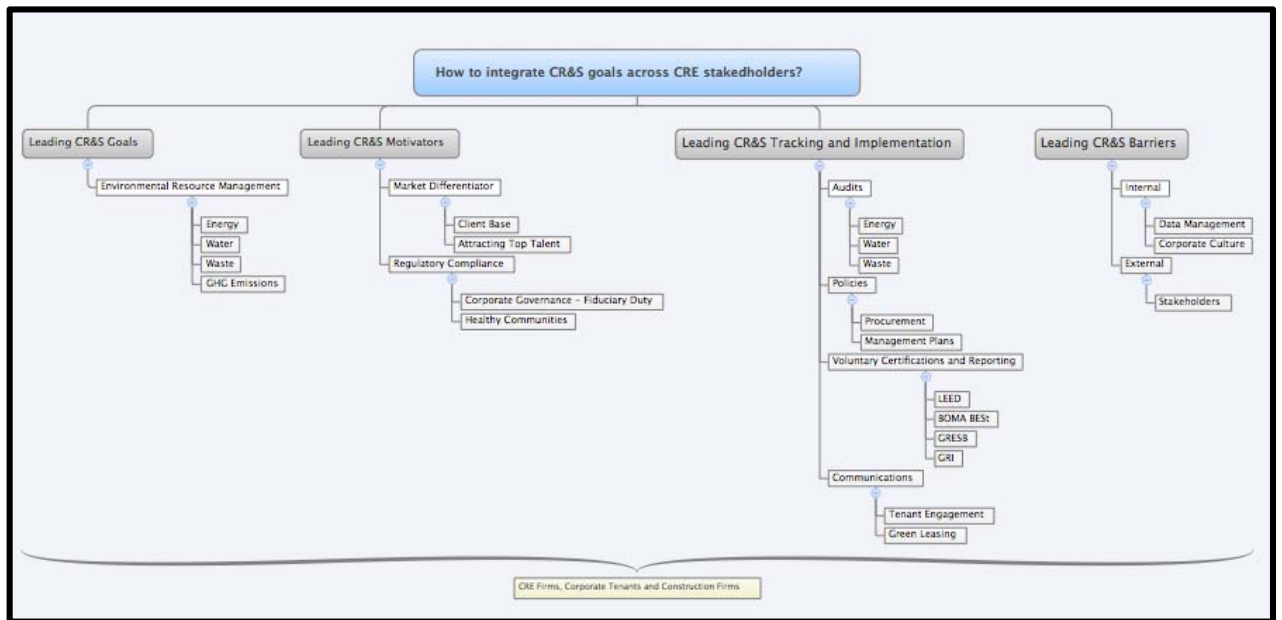 How to integrate CR&S goals across CRE stakedholders?
Leading CR&S Goals
Environmental Resource Management
Energy
Water
Waste
GHG Emissions
Leading CR&S Motivators
Market Differentiator
Client Base
Attracting Top Talent
Regulatory Compliance
Corporate Governance – Fiduciary Duty
Healthy Communities
Leading CR&S Tracking and Implementation
Audits
Energy
Water
Waste
Policies
Procurement
Management Plans
Voluntary Certifications and Reporting
LEED
BOMA BESt
GRESB
GRI
Communications
Tenant Engagement
Green Leasing
Leading CR&S Barriers
Internal
Data Management
Corporate Culture
External
Stakeholders
CRE Firms, Corporate Tenants and Construction Firms